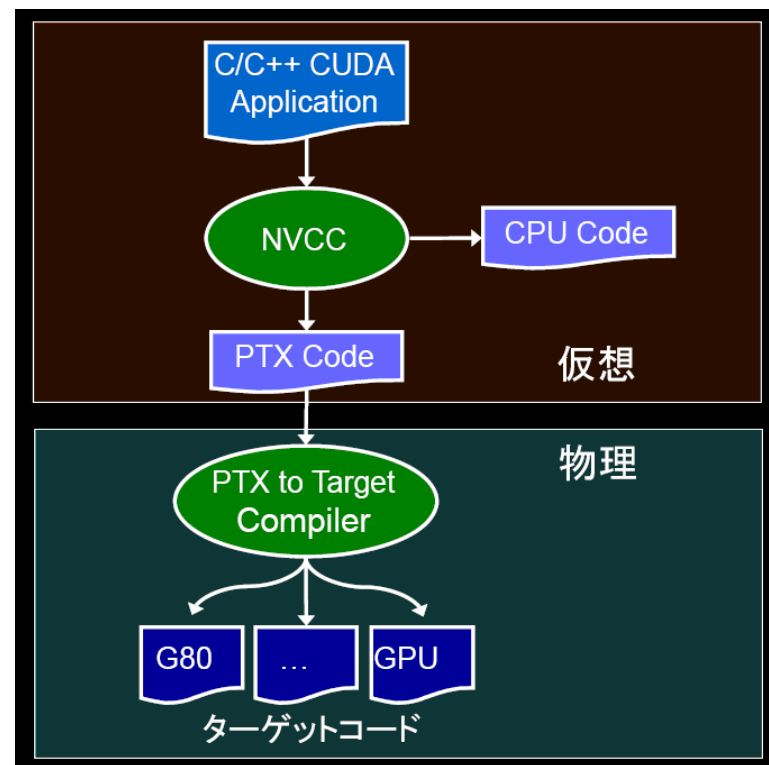 C/C++ CUDA
Application
NVCC
CPU Code
PTX Code
仮想
物理
PTX to Target
Compiler
G80
…
GPU
ターゲットコード